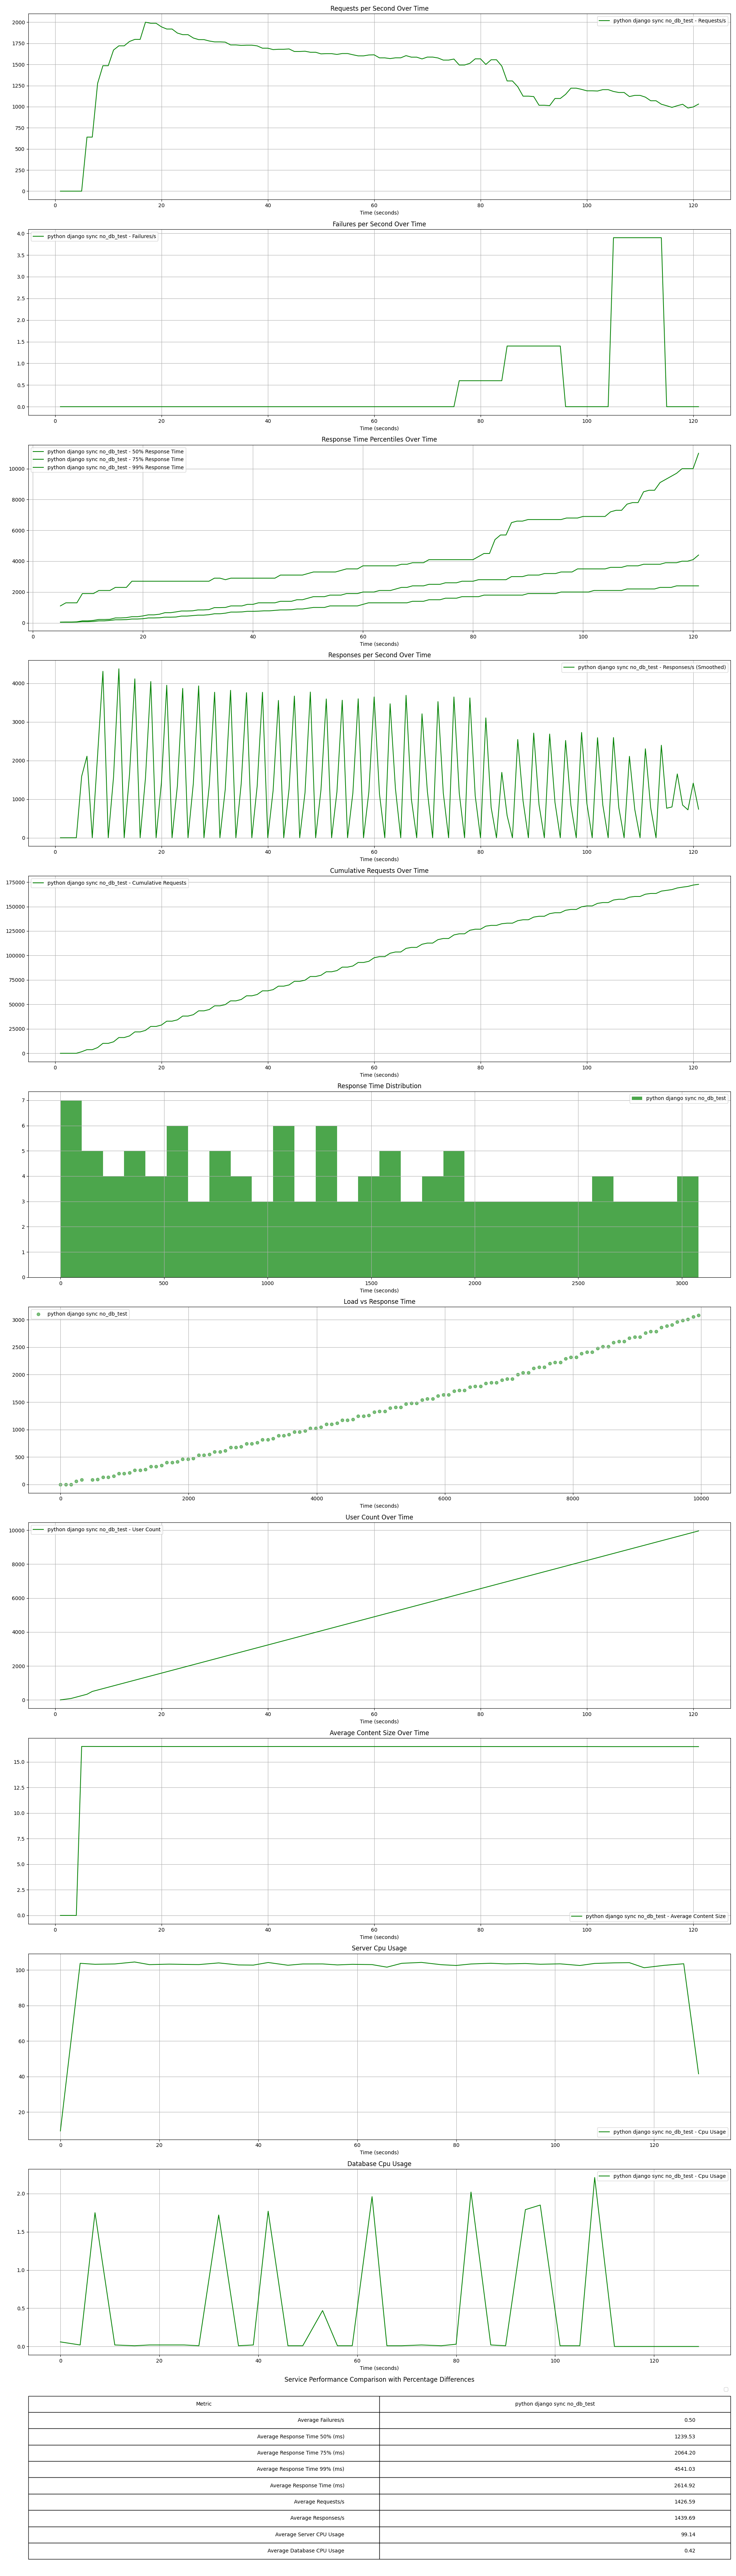 Requests per Second Over Time
python django sync no_db_test - Requests/s
2000
1750
1500
1250
1000
750
500
250
0
0 20 40 60 80 100 120
Time (seconds)
Failures per Second Over Time
python django sync no_db_test - Failures/s
4.0
3.5
3.0
2.5
2.0
1.5
1.0
0.5
0.0
0 20 40 60 80 100 120
Time (seconds)
Response Time Percentiles Over Time
python django sync no_db_test - 50% Response Time
python django sync no_db_test - 75% Response Time
python django sync no_db_test - 99% Response Time
10000
8000
6000
4000
2000
0
0 20 40 60 80 100 120
Time (seconds)
Responses per Second Over Time
python django sync no_db_test - Responses/s (Smoothed)
4000
3000
2000
1000
0
0 20 40 60 80 100 120
Time (seconds)
Cumulative Requests Over Time
python django sync no_db_test - Cumulative Requests
175000
150000
125000
100000
75000
50000
25000
0
0 20 40 60 80 100 120
Time (seconds)
Response Time Distribution
python django sync no_db_test
7
6
5
4
3
2
1
0
0 500 1000 1500 2000 2500 3000
Time (seconds)
Load vs Response Time
python django sync no_db_test
3000
2500
2000
1500
1000
500
0
0 2000 4000 6000 8000 10000
Time (seconds)
User Count Over Time
python django sync no_db_test - User Count
10000
8000
6000
4000
2000
0
0 20 40 60 80 100 120
Time (seconds)
Average Content Size Over Time
15.0
12.5
10.0
7.5
5.0
2.5
0.0
python django sync no_db_test - Average Content Size
0 20 40 60 80 100 120
Time (seconds)
Server Cpu Usage
100
80
60
40
20
python django sync no_db_test - Cpu Usage
0 20 40 60 80 100 120
Time (seconds)
Database Cpu Usage
python django sync no_db_test - Cpu Usage
2.0
1.5
1.0
0.5
0.0
0 20 40 60 80 100 120
Time (seconds)
Service Performance Comparison with Percentage Differences
Metric python django sync no_db_test
Average Failures/s 0.50
Average Response Time 50% (ms) 1239.53
Average Response Time 75% (ms) 2064.20
Average Response Time 99% (ms) 4541.03
Average Response Time (ms) 2614.92
Average Requests/s 1426.59
Average Responses/s 1439.69
Average Server CPU Usage 99.14
Average Database CPU Usage 0.42